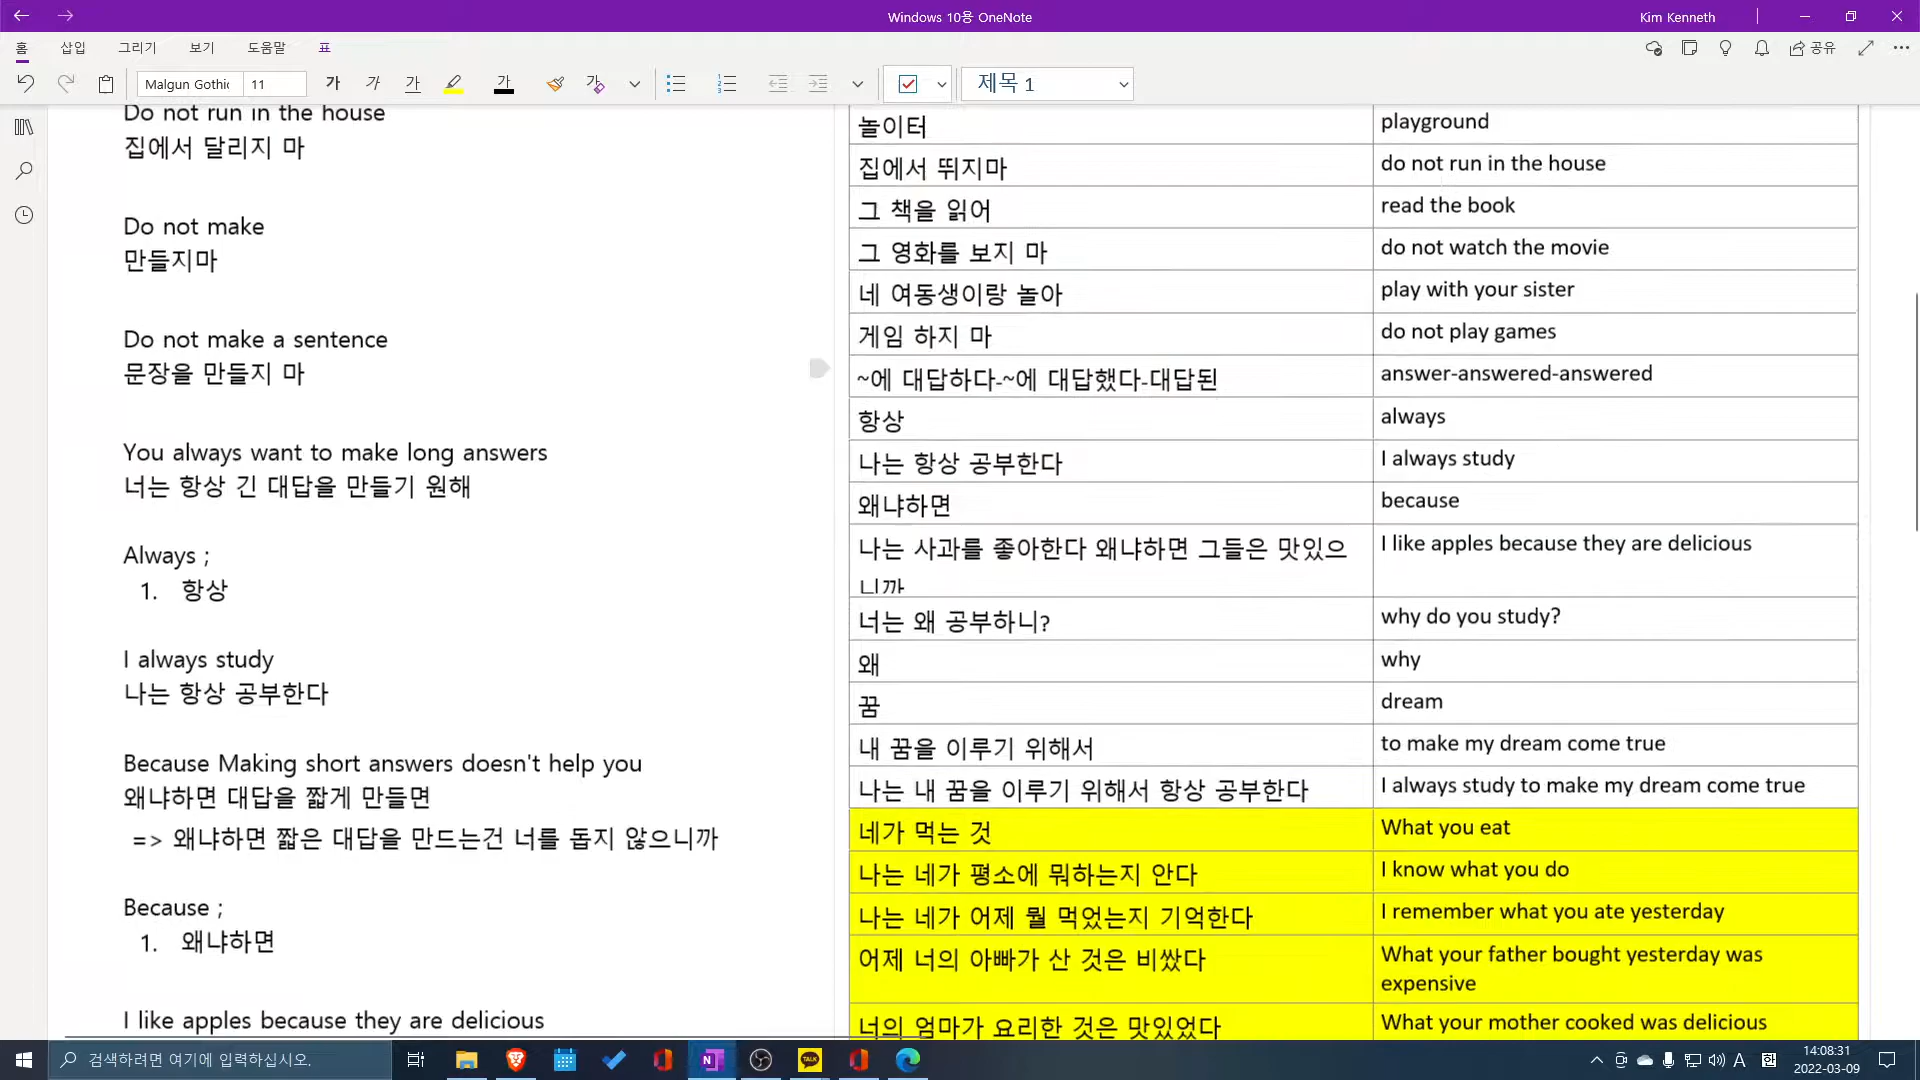 Windows 10용 OneNote
Kim Kenneth
홈 삽입 그리기 보기 도움말 표
공유
Malgun Gothic 11 가 가 가 가 가 제목 1
Do not run in the house
집에서 달리지 마
Do not make
만들지마
Do not make a sentence
문장을 만들지 마
You always want to make long answers
너는 항상 긴 대답을 만들기 원해
Always ;
1. 항상
I always study
나는 항상 공부한다
Because Making short answers doesn't help you
왜냐하면 대답을 짧게 만들면
=> 왜냐하면 짧은 대답을 만드는건 너를 돕지 않으니까
Because ;
1. 왜냐하면
I like apples because they are delicious
놀이터 playground
집에서 뛰지마 do not run in the house
그 책을 읽어 read the book
그 영화를 보지 마 do not watch the movie
네 여동생이랑 놀아 play with your sister
게임 하지 마 do not play games
~에 대답하다-~에 대답했다-대답된 answer-answered-answered
항상 always
나는 항상 공부한다 I always study
왜냐하면 because
나는 사과를 좋아한다 왜냐하면 그들은 맛있으 I like apples because they are delicious
니까
너는 왜 공부하니? why do you study?
왜 why
꿈 dream
내 꿈을 이루기 위해서 to make my dream come true
나는 내 꿈을 이루기 위해서 항상 공부한다 I always study to make my dream come true
네가 먹는 것 What you eat
나는 네가 평소에 뭐하는지 안다 I know what you do
나는 네가 어제 뭘 먹었는지 기억한다 I remember what you ate yesterday
어제 너의 아빠가 산 것은 비쌌다 What your father bought yesterday was
expensive
너의 엄마가 요리한 것은 맛있었다 What your mother cooked was delicious
검색하려면 여기에 입력하십시오.
TALK
A 한
14:08:31
2022-03-09